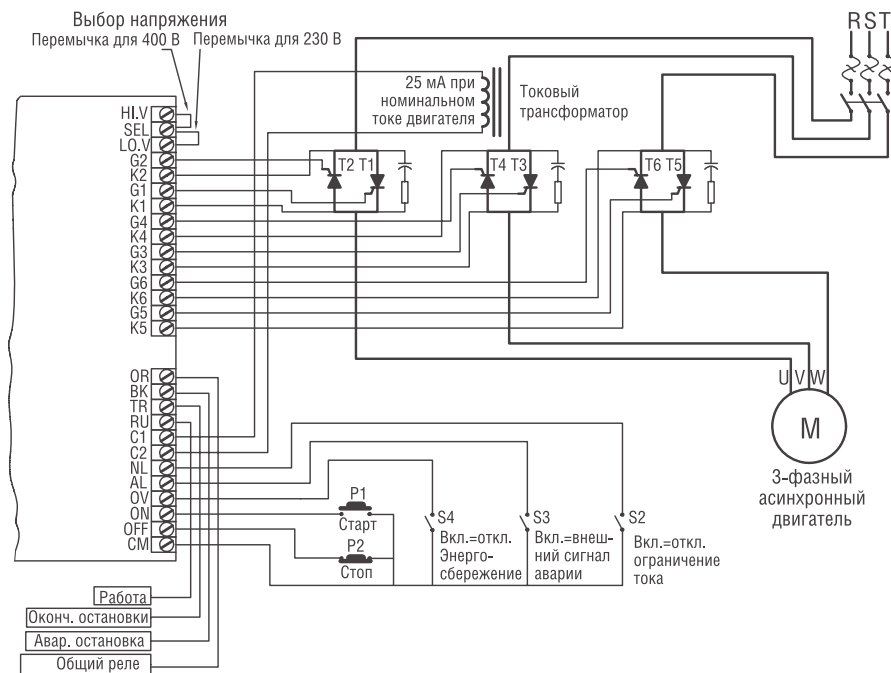 Выбор напряжения
Перемычка для 400 В Перемычка для 230 В
R S T
25 мА при
номинальном
токе двигателя
Токовый
трансформатор
HI.V
SEL
LO.V
G2
K2
G1
K1
G4
K4
G3
K3
G6
K6
G5
K5
T2 T1
T4 T3
T6 T5
OR
BK
TR
RU
C1
C2
NL
AL
OV
ON
OFF
CM
U V W
M
3-фазный
асинхронный
двигатель
P1
Старт
P2
Стоп
S4
Вкл.=откл.
Энерго-
сбережение
S3
Вкл.=внеш-
ний сигнал
аварии
S2
Вкл.=откл.
ограничение
тока
Работа
Оконч. остановки
Авар. остановка
Общий реле